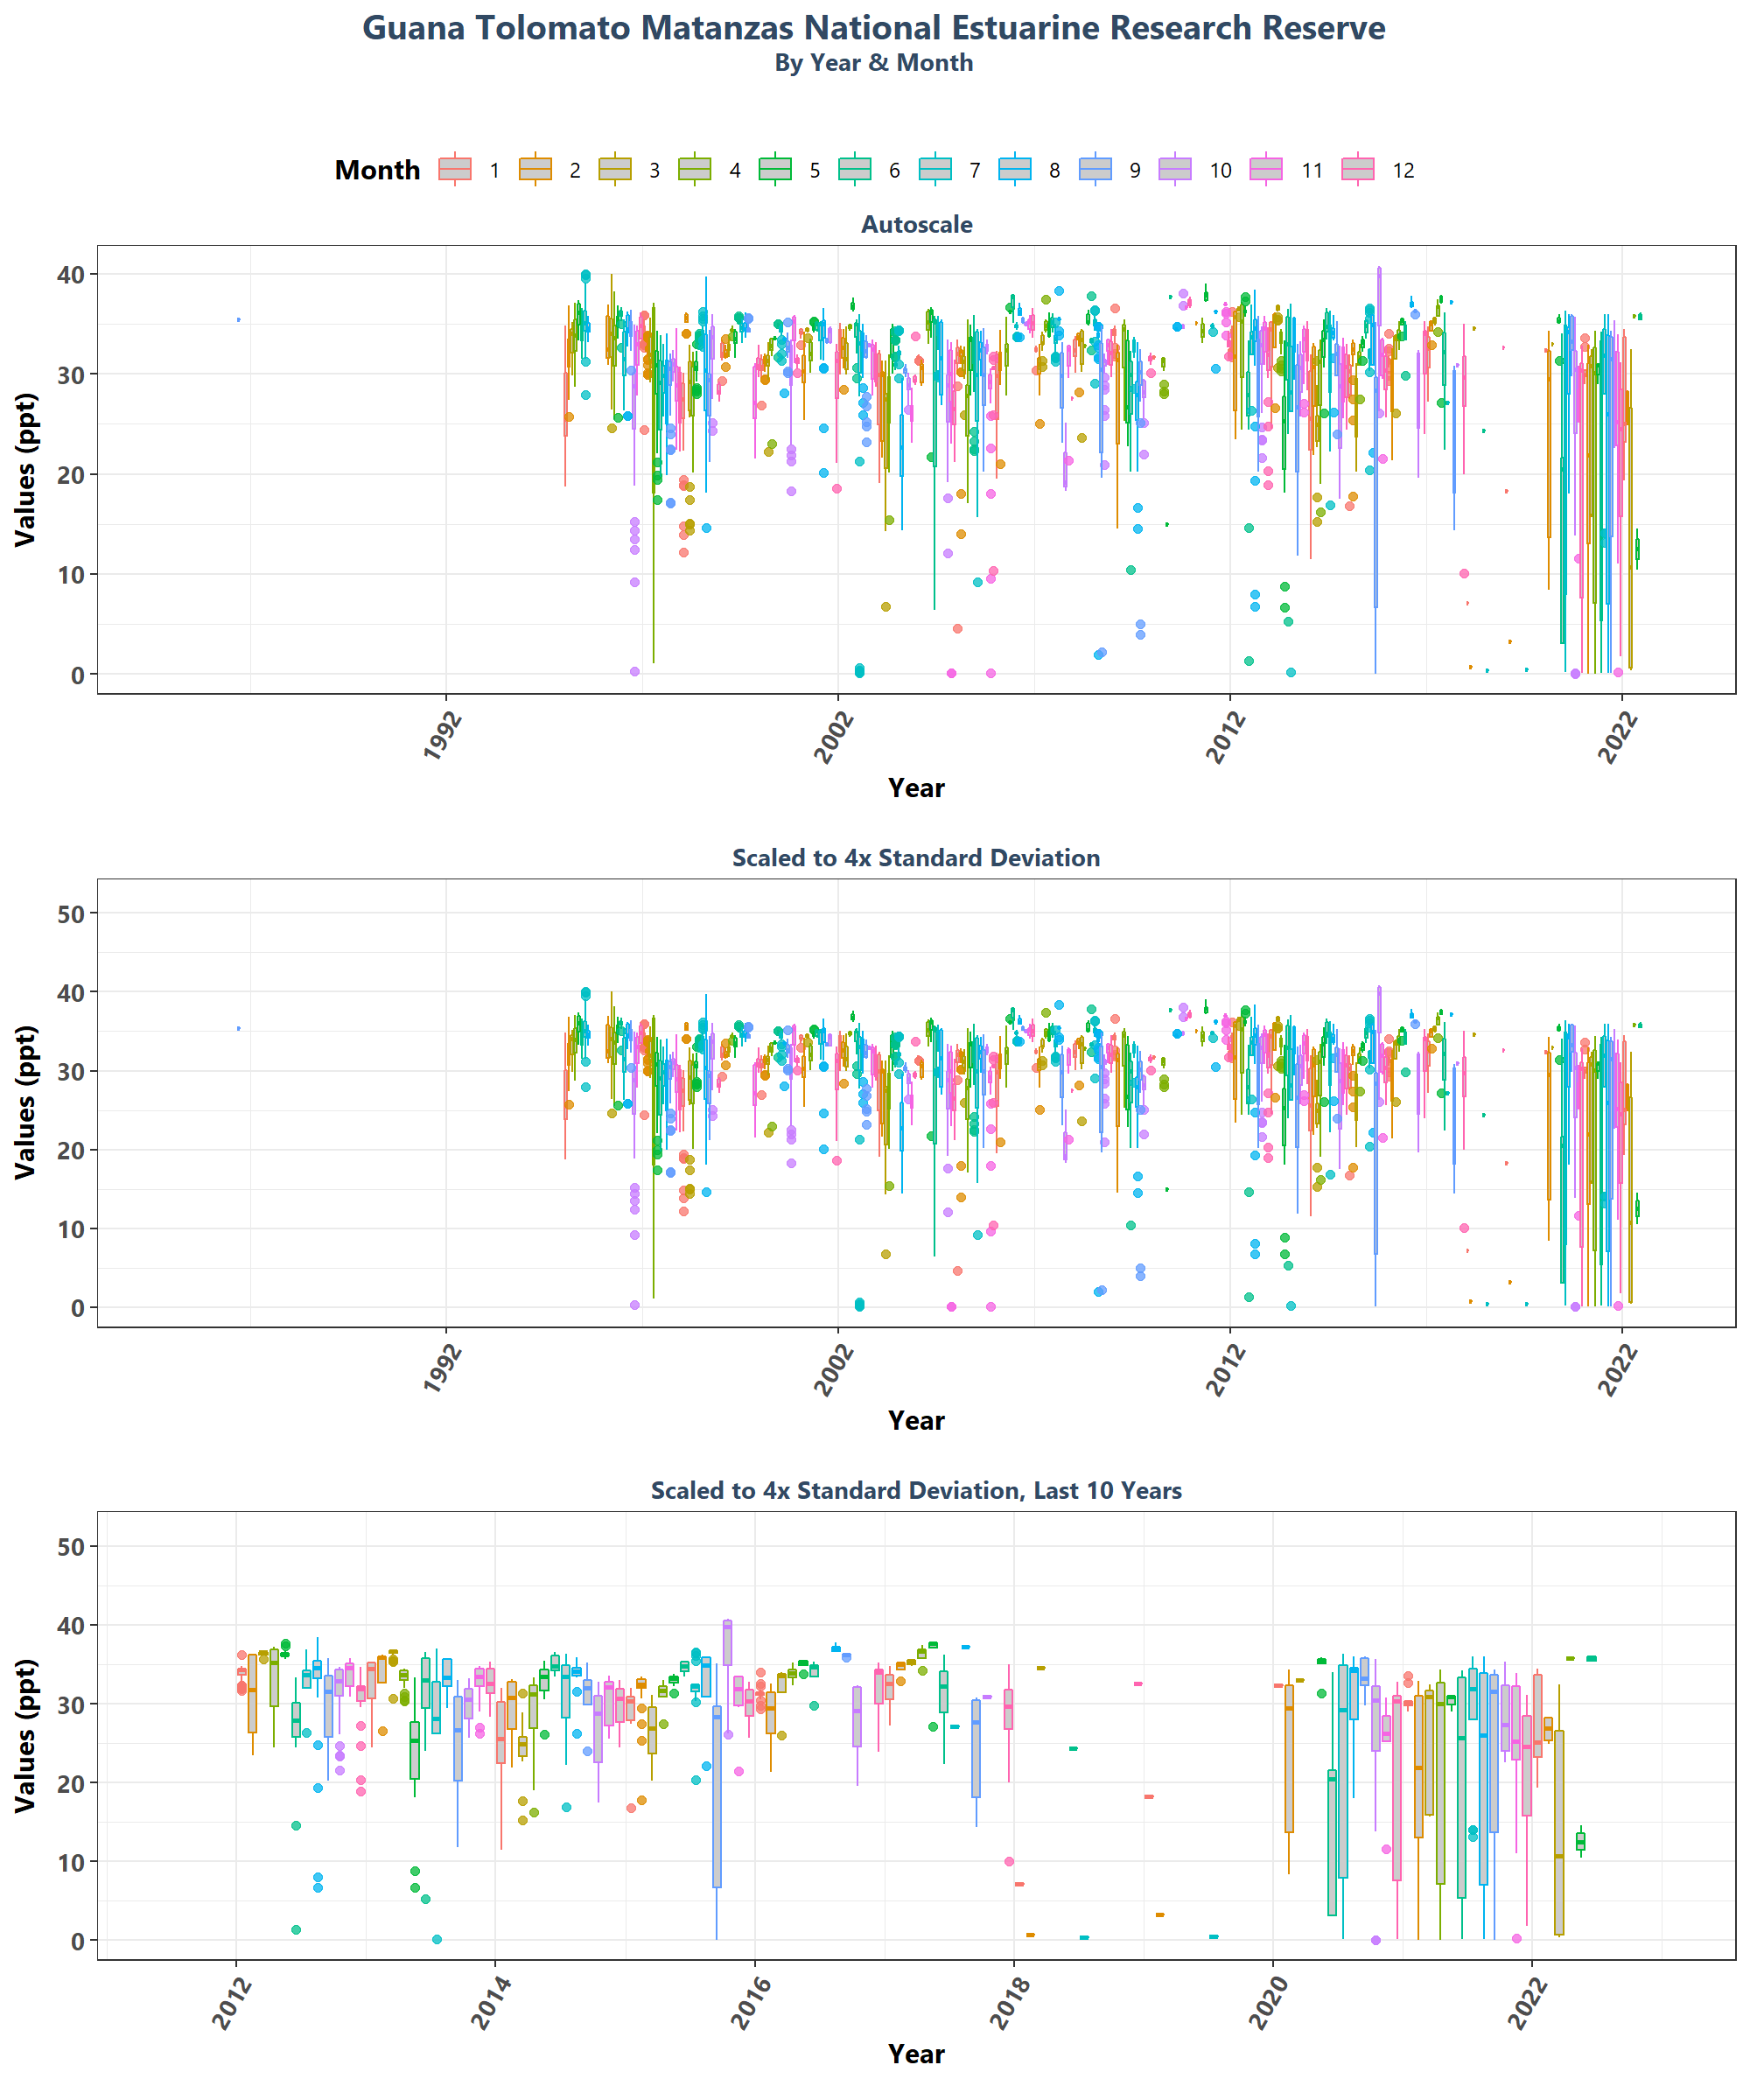 Guana Tolomato Matanzas National Estuarine Research Reserve
By Year & Month
Month 1 2 3 4 5 6 7 8 9 10 11 12
Autoscale
40
30
20
10
0
Values (ppt)
1992 2002 2012 2022
Year
Scaled to 4x Standard Deviation
50
40
30
20
10
0
Values (ppt)
1992 2002 2012 2022
Year
Scaled to 4x Standard Deviation, Last 10 Years
50
40
30
20
10
0
Values (ppt)
2012 2014 2016 2018 2020 2022
Year